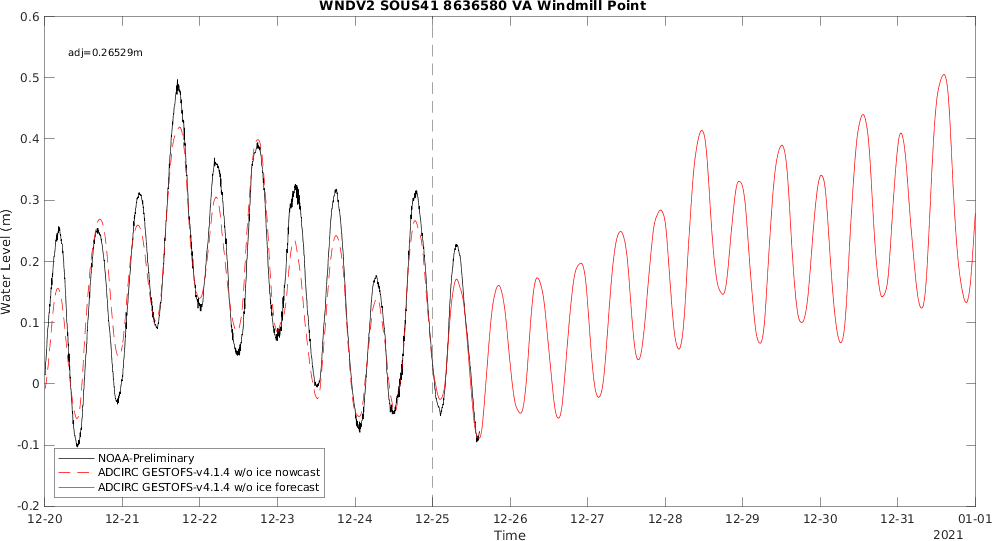 WNDV2 SOUS41 8636580 VA Windmill Point
adj=0.26529m
0.6
0.5
0.4
0.3
0.2
0.1
0
-0.1
-0.2
Water Level (m)
NOAA-Preliminary
ADCIRC GESTOFS-v4.1.4 w/o ice nowcast
ADCIRC GESTOFS-v4.1.4 w/o ice forecast
12-20 12-21 12-22 12-23 12-24 12-25 12-26 12-27 12-28 12-29 12-30 12-31 01-01
Time
2021